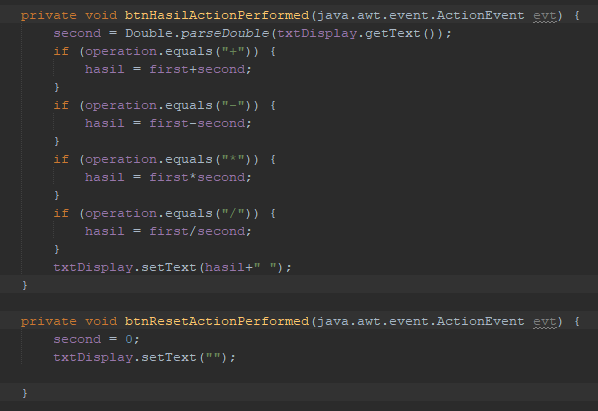 private void btnHasilActionPerformed(java.awt.event.ActionEvent evt) {
    second = Double.parseDouble(txtDisplay.getText());
    if (operation.equals("+")) {
        hasil = first+second;
    }
    if (operation.equals("-")) {
        hasil = first-second;
    }
    if (operation.equals("*")) {
        hasil = first*second;
    }
    if (operation.equals("/")) {
        hasil = first/second;
    }
    txtDisplay.setText(hasil+" ");
}
private void btnResetActionPerformed(java.awt.event.ActionEvent evt) {
    second = 0;
    txtDisplay.setText("");
}